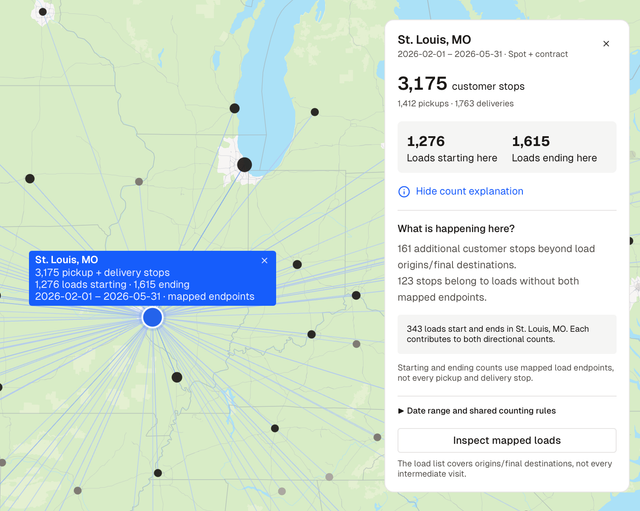 St. Louis, MO
3,175 pickup + delivery stops
1,276 loads starting · 1,615 ending
2026-02-01 – 2026-05-31 · mapped endpoints
St. Louis, MO
2026-02-01 – 2026-05-31 · Spot + contract
3,175 customer stops
1,412 pickups · 1,763 deliveries
1,276 1,615
Loads starting here Loads ending here
Hide count explanation
What is happening here?
161 additional customer stops beyond load
origins/final destinations.
123 stops belong to loads without both
mapped endpoints.
343 loads start and ends in St. Louis, MO. Each
contributes to both directional counts.
Starting and ending counts use mapped load endpoints,
not every pickup and delivery stop.
Date range and shared counting rules
Inspect mapped loads
The load list covers origins/final destinations, not every
intermediate visit.